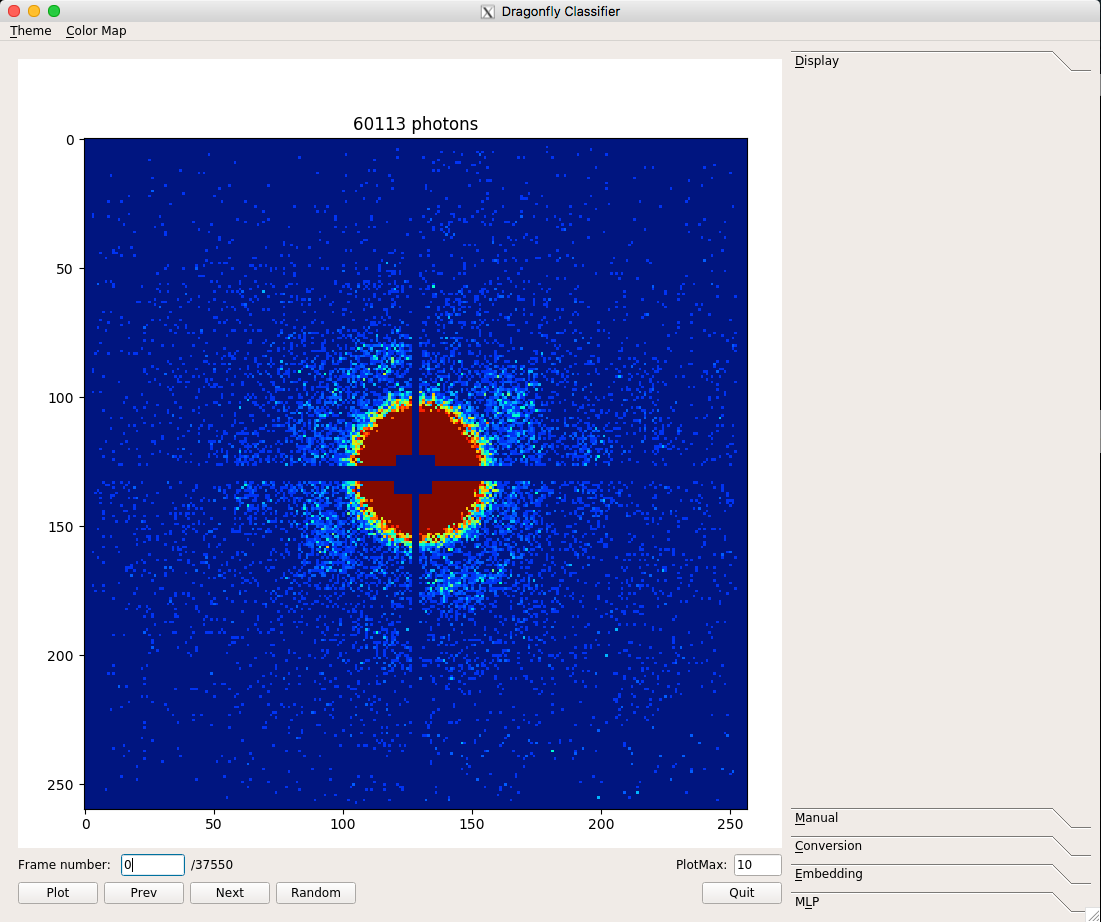 Dragonfly Classifier
Theme Color Map
Display
60113 photons
0
50
100
150
200
250
0 50 100 150 200 250
Manual
Conversion
Embedding
MLP
Frame number: 0 /37550 PlotMax: 10
Plot Prev Next Random Quit